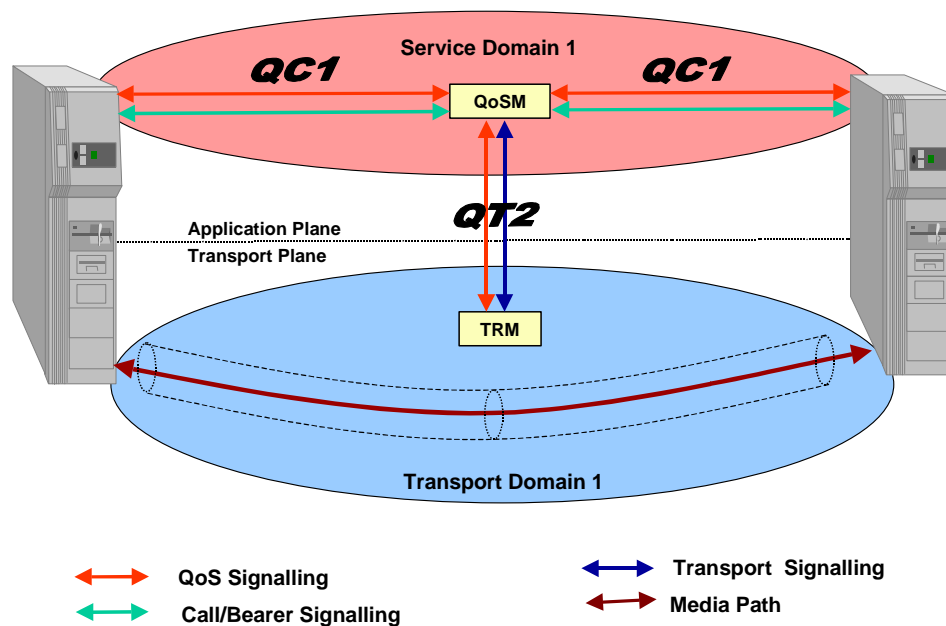 Service Domain 1
QC1
QC1
QoSM
QT2
Application Plane
Transport Plane
TRM
Transport Domain 1
QoS Signalling
Transport Signalling
Call/Bearer Signalling
Media Path